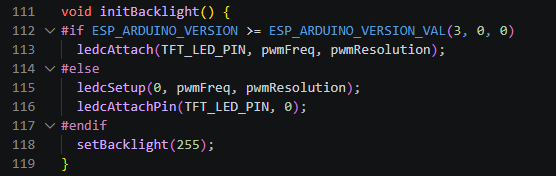 111 void initBacklight() {
112 #if ESP_ARDUINO_VERSION >= ESP_ARDUINO_VERSION_VAL(3, 0, 0)
113   ledcAttach(TFT_LED_PIN, pwmFreq, pwmResolution);
114 #else
115   ledcSetup(0, pwmFreq, pwmResolution);
116   ledcAttachPin(TFT_LED_PIN, 0);
117 #endif
118   setBacklight(255);
119 }